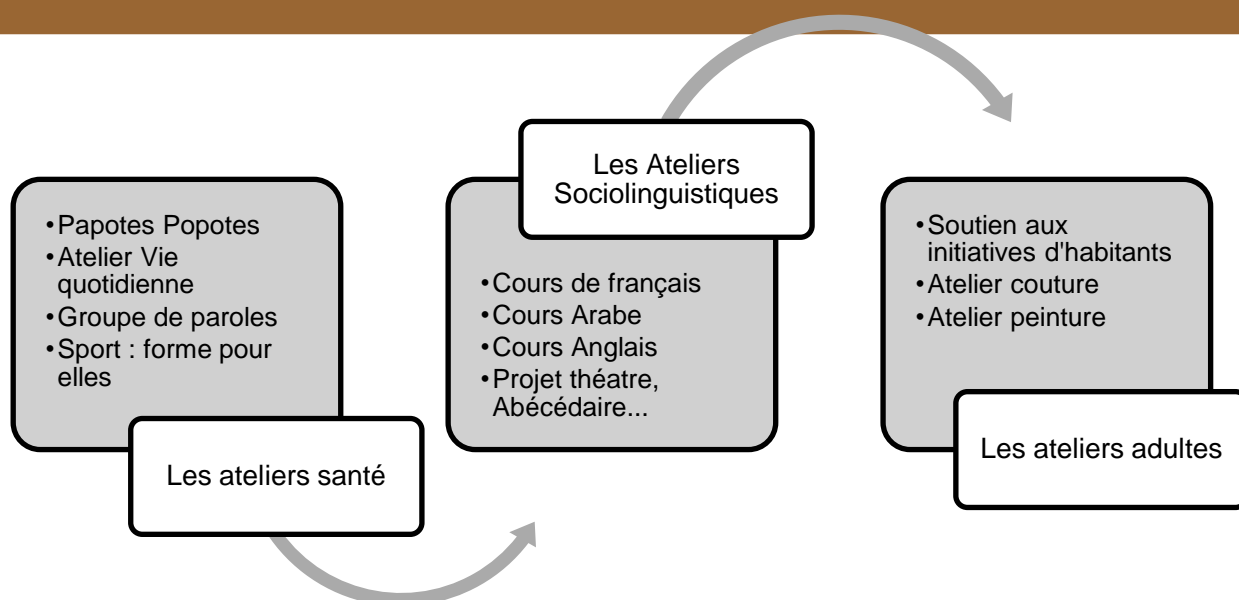 •Papotes Popotes
•Atelier Vie
quotidienne
•Groupe de paroles
•Sport : forme pour
elles
Les ateliers santé
Les Ateliers
Sociolinguistiques
•Cours de français
•Cours Arabe
•Cours Anglais
•Projet théatre,
Abécédaire...
•Soutien aux
initiatives d'habitants
•Atelier couture
•Atelier peinture
Les ateliers adultes